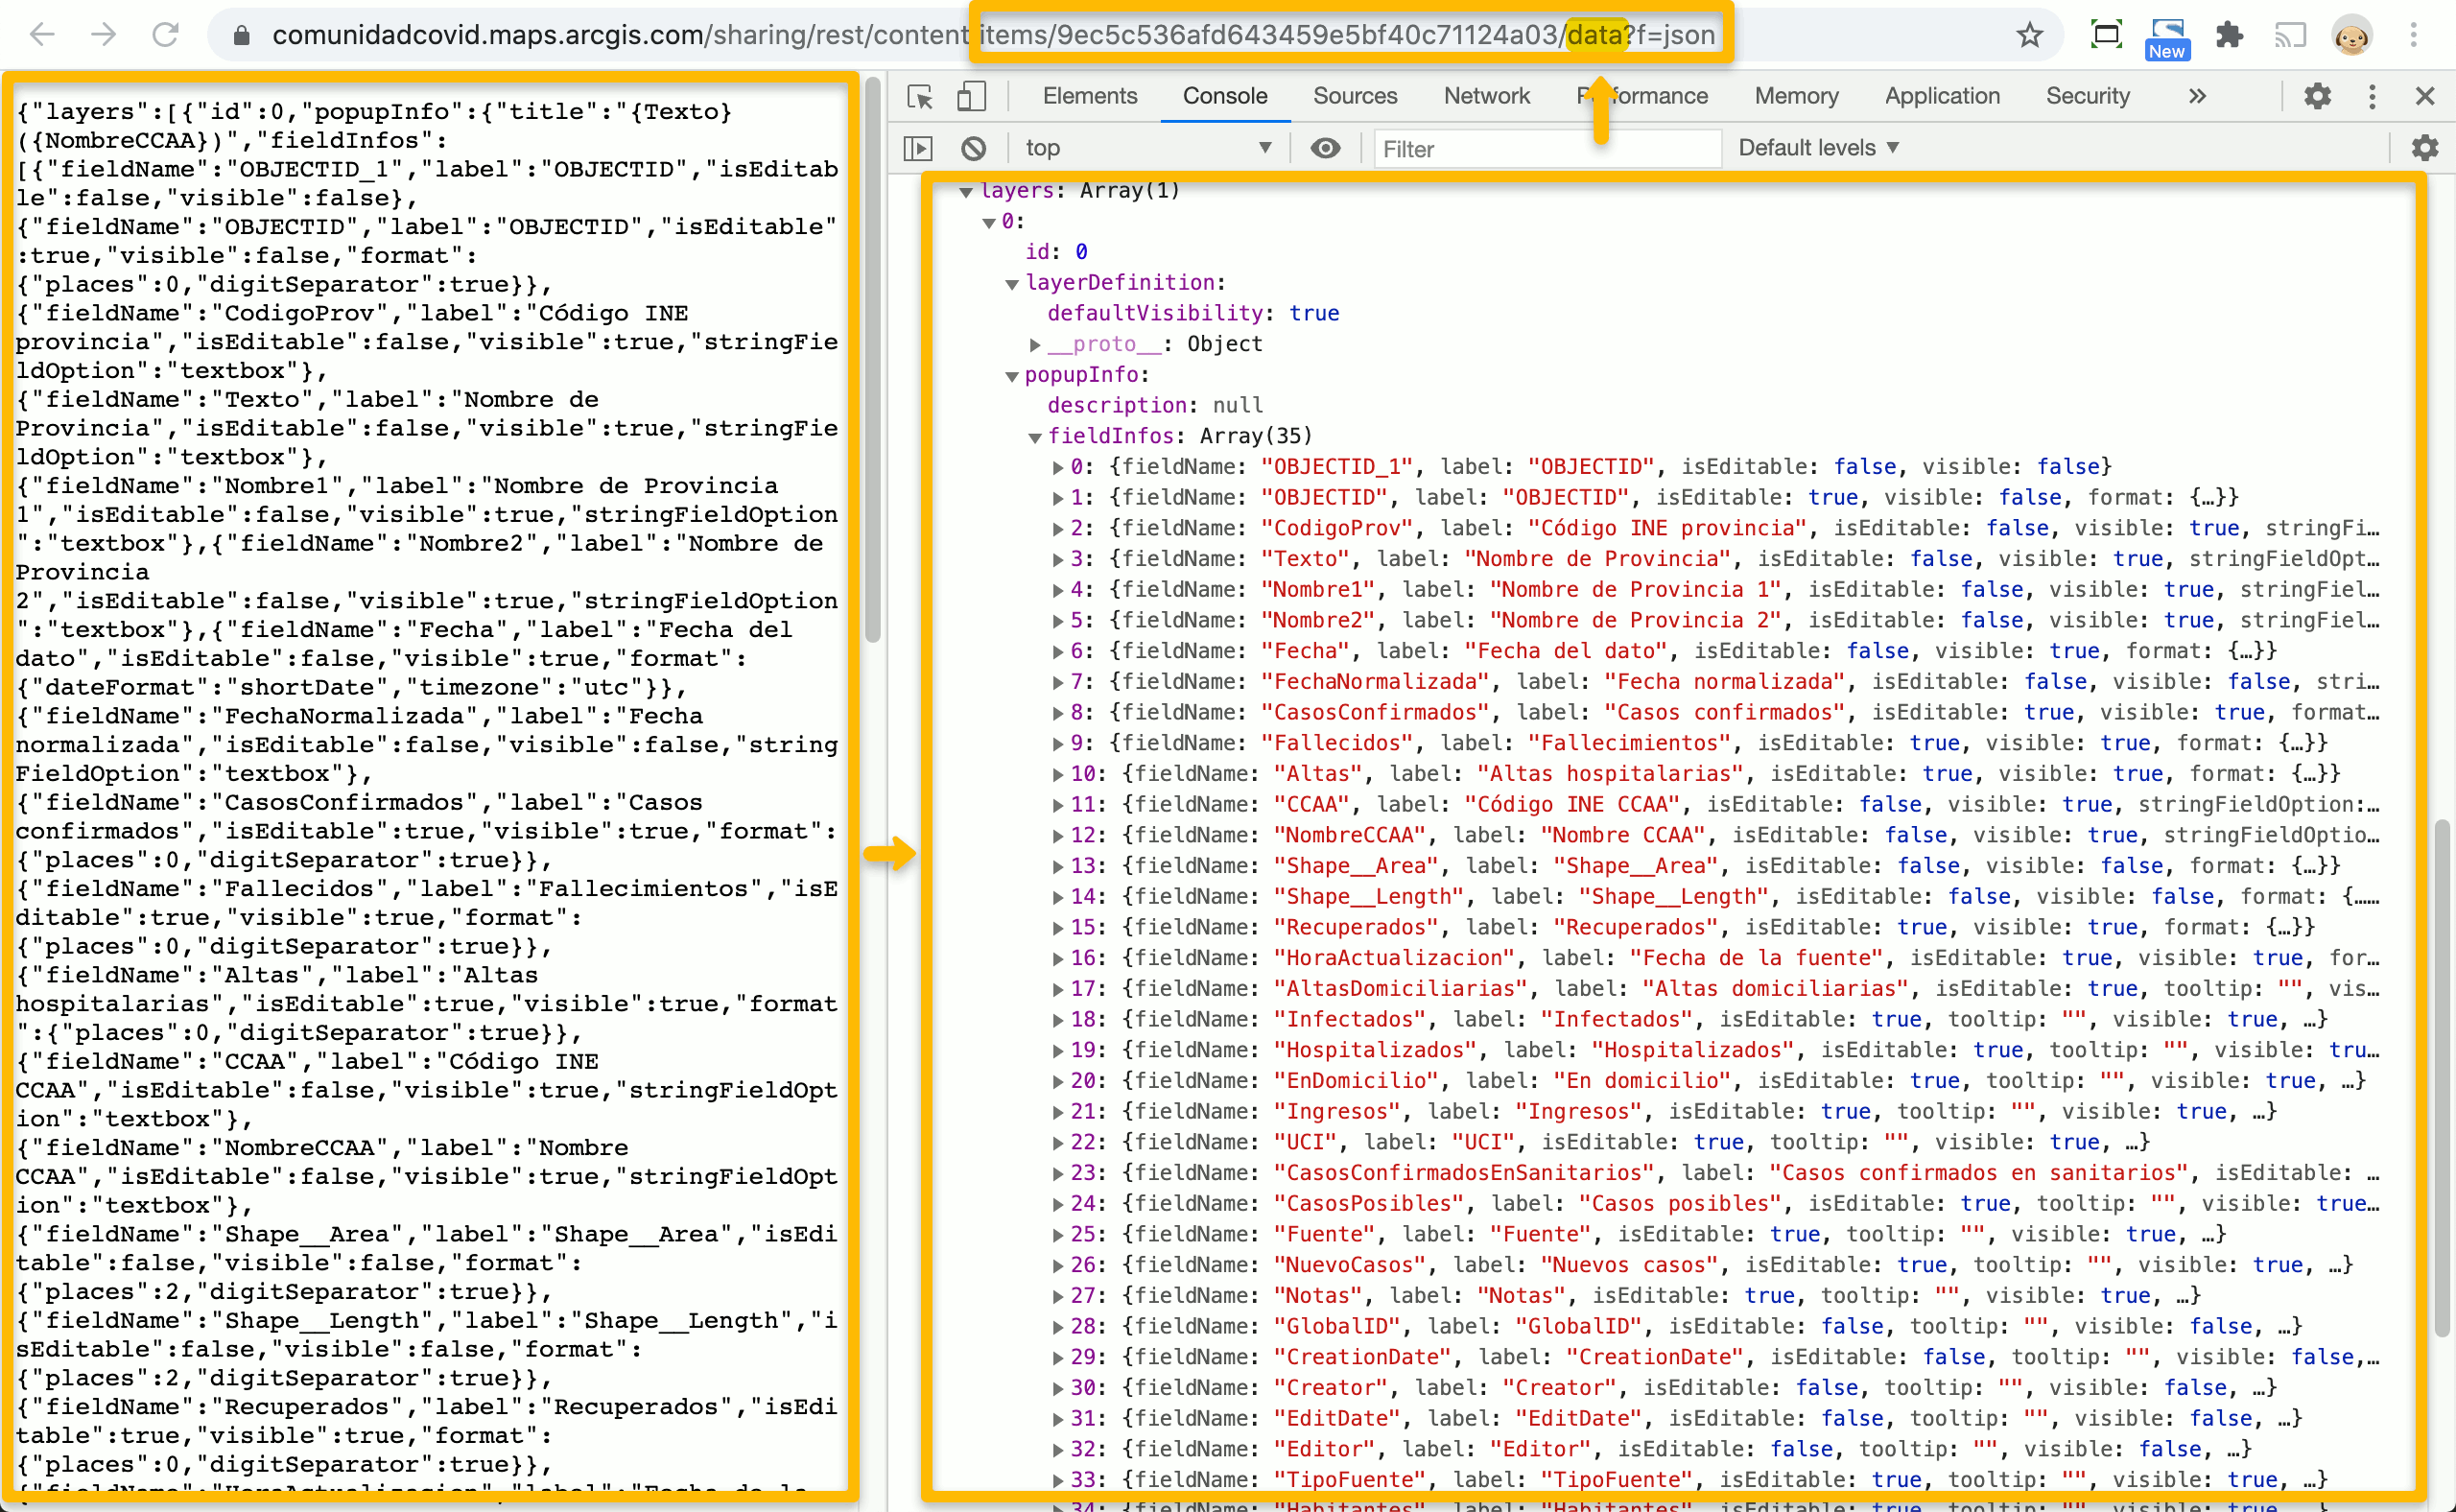 comunidadcovid.maps.arcgis.com/sharing/rest/content items/9ec5c536afd643459e5bf40c71124a03/data?f=json
New
{"layers":[{"id":0,"popupInfo":{"title":"{Texto}
({NombreCCAA})","fieldInfos":
[{"fieldName":"OBJECTID_1","label":"OBJECTID","isEditab
le":false,"visible":false},
{"fieldName":"OBJECTID","label":"OBJECTID","isEditable"
:true,"visible":false,"format":
{"places":0,"digitSeparator":true}},
{"fieldName":"CodigoProv","label":"Código INE
provincia","isEditable":false,"visible":true,"stringFie
ldOption":"textbox"},
{"fieldName":"Texto","label":"Nombre de
Provincia","isEditable":false,"visible":true,"stringFie
ldOption":"textbox"},
{"fieldName":"Nombre1","label":"Nombre de Provincia
1","isEditable":false,"visible":true,"stringFieldOption
":"textbox"},{"fieldName":"Nombre2","label":"Nombre de
Provincia
2","isEditable":false,"visible":true,"stringFieldOption
":"textbox"},{"fieldName":"Fecha","label":"Fecha del
dato","isEditable":false,"visible":true,"format":
{"dateFormat":"shortDate","timezone":"utc"}},
{"fieldName":"FechaNormalizada","label":"Fecha
normalizada","isEditable":false,"visible":false,"string
FieldOption":"textbox"},
{"fieldName":"CasosConfirmados","label":"Casos
confirmados","isEditable":true,"visible":true,"format":
{"places":0,"digitSeparator":true}},
{"fieldName":"Fallecidos","label":"Fallecimientos","isE
ditable":true,"visible":true,"format":
{"places":0,"digitSeparator":true}},
{"fieldName":"Altas","label":"Altas
hospitalarias","isEditable":true,"visible":true,"format
":{"places":0,"digitSeparator":true}},
{"fieldName":"CCAA","label":"Código INE
CCAA","isEditable":false,"visible":true,"stringFieldOpt
ion":"textbox"},
{"fieldName":"NombreCCAA","label":"Nombre
CCAA","isEditable":false,"visible":true,"stringFieldOpt
ion":"textbox"},
{"fieldName":"Shape__Area","label":"Shape__Area","isEdi
table":false,"visible":false,"format":
{"places":2,"digitSeparator":true}},
{"fieldName":"Shape__Length","label":"Shape__Length","i
sEditable":false,"visible":false,"format":
{"places":2,"digitSeparator":true}},
{"fieldName":"Recuperados","label":"Recuperados","isEdi
table":true,"visible":true,"format":
{"places":0,"digitSeparator":true}},
{"fieldName":"HoraActualizacion","label":"Fecha de la
Elements Console Sources Network Performance Memory Application Security »
top Filter Default levels
layers: Array(1)
0:
id: 0
layerDefinition:
defaultVisibility: true
__proto__: Object
popupInfo:
description: null
fieldInfos: Array(35)
0: {fieldName: "OBJECTID_1", label: "OBJECTID", isEditable: false, visible: false}
1: {fieldName: "OBJECTID", label: "OBJECTID", isEditable: true, visible: false, format: {…}}
2: {fieldName: "CodigoProv", label: "Código INE provincia", isEditable: false, visible: true, stringFi…
3: {fieldName: "Texto", label: "Nombre de Provincia", isEditable: false, visible: true, stringFieldOpt…
4: {fieldName: "Nombre1", label: "Nombre de Provincia 1", isEditable: false, visible: true, stringFiel…
5: {fieldName: "Nombre2", label: "Nombre de Provincia 2", isEditable: false, visible: true, stringFiel…
6: {fieldName: "Fecha", label: "Fecha del dato", isEditable: false, visible: true, format: {…}}
7: {fieldName: "FechaNormalizada", label: "Fecha normalizada", isEditable: false, visible: false, stri…
8: {fieldName: "CasosConfirmados", label: "Casos confirmados", isEditable: true, visible: true, format…
9: {fieldName: "Fallecidos", label: "Fallecimientos", isEditable: true, visible: true, format: {…}}
10: {fieldName: "Altas", label: "Altas hospitalarias", isEditable: true, visible: true, format: {…}}
11: {fieldName: "CCAA", label: "Código INE CCAA", isEditable: false, visible: true, stringFieldOption:…
12: {fieldName: "NombreCCAA", label: "Nombre CCAA", isEditable: false, visible: true, stringFieldOptio…
13: {fieldName: "Shape__Area", label: "Shape__Area", isEditable: false, visible: false, format: {…}}
14: {fieldName: "Shape__Length", label: "Shape__Length", isEditable: false, visible: false, format: {……
15: {fieldName: "Recuperados", label: "Recuperados", isEditable: true, visible: true, format: {…}}
16: {fieldName: "HoraActualizacion", label: "Fecha de la fuente", isEditable: true, visible: true, for…
17: {fieldName: "AltasDomiciliarias", label: "Altas domiciliarias", isEditable: true, tooltip: "", vis…
18: {fieldName: "Infectados", label: "Infectados", isEditable: true, tooltip: "", visible: true, …}
19: {fieldName: "Hospitalizados", label: "Hospitalizados", isEditable: true, tooltip: "", visible: tru…
20: {fieldName: "EnDomicilio", label: "En domicilio", isEditable: true, tooltip: "", visible: true, …}
21: {fieldName: "Ingresos", label: "Ingresos", isEditable: true, tooltip: "", visible: true, …}
22: {fieldName: "UCI", label: "UCI", isEditable: true, tooltip: "", visible: true, …}
23: {fieldName: "CasosConfirmadosEnSanitarios", label: "Casos confirmados en sanitarios", isEditable: …
24: {fieldName: "CasosPosibles", label: "Casos posibles", isEditable: true, tooltip: "", visible: true…
25: {fieldName: "Fuente", label: "Fuente", isEditable: true, tooltip: "", visible: true, …}
26: {fieldName: "NuevoCasos", label: "Nuevos casos", isEditable: true, tooltip: "", visible: true, …}
27: {fieldName: "Notas", label: "Notas", isEditable: true, tooltip: "", visible: true, …}
28: {fieldName: "GlobalID", label: "GlobalID", isEditable: false, tooltip: "", visible: false, …}
29: {fieldName: "CreationDate", label: "CreationDate", isEditable: false, tooltip: "", visible: false,…
30: {fieldName: "Creator", label: "Creator", isEditable: false, tooltip: "", visible: false, …}
31: {fieldName: "EditDate", label: "EditDate", isEditable: false, tooltip: "", visible: false, …}
32: {fieldName: "Editor", label: "Editor", isEditable: false, tooltip: "", visible: false, …}
33: {fieldName: "TipoFuente", label: "TipoFuente", isEditable: true, tooltip: "", visible: true, …}
34: {fieldName: "Habitantes", label: "Habitantes", isEditable: true, tooltip: "", visible: true, …}